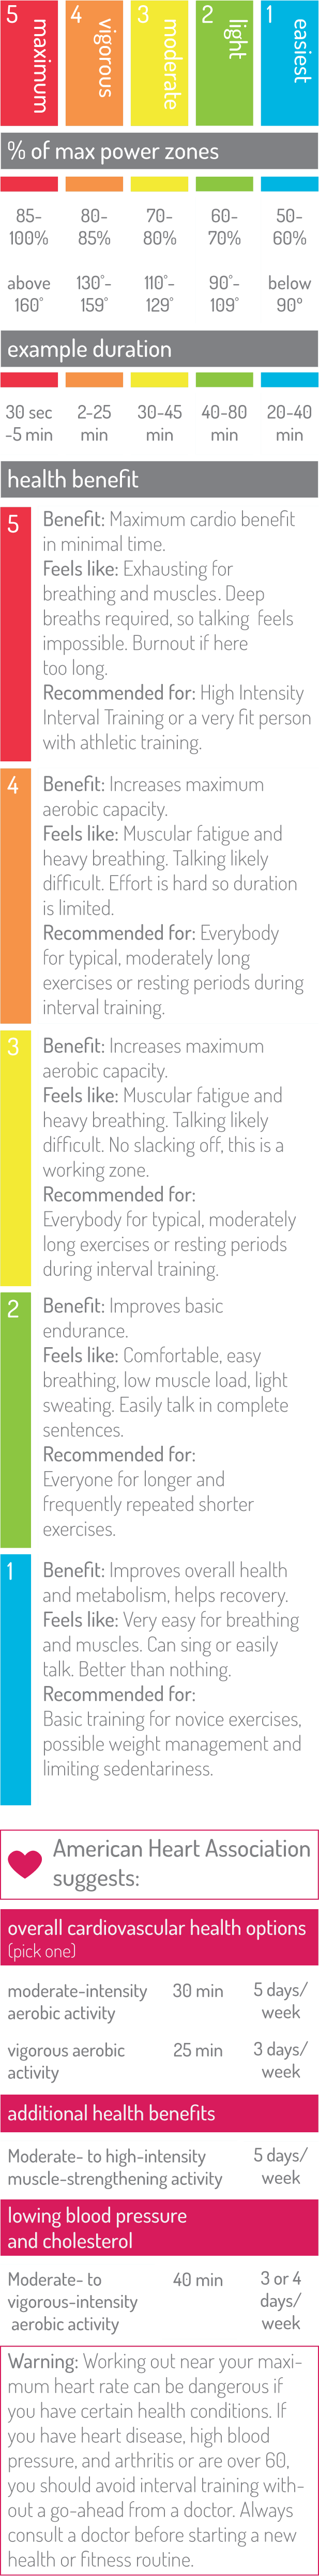 5 4 3 2 1
maximum vigorous moderate light easiest
% of max power zones
85- 80- 70- 60- 50-
100% 85% 80% 70% 60%
above 130°- 110°- 90°- below
160° 159° 129° 109° 90°
example duration
30 sec 2-25 30-45 40-80 20-40
-5 min min min min min
health benefit
5
Benefit: Maximum cardio benefit
in minimal time.
Feels like: Exhausting for
breathing and muscles. Deep
breaths required, so talking feels
impossible. Burnout if here
too long.
Recommended for: High Intensity
Interval Training or a very fit person
with athletic training.
4
Benefit: Increases maximum
aerobic capacity.
Feels like: Muscular fatigue and
heavy breathing. Talking likely
difficult. Effort is hard so duration
is limited.
Recommended for: Everybody
for typical, moderately long
exercises or resting periods during
interval training.
3
Benefit: Increases maximum
aerobic capacity.
Feels like: Muscular fatigue and
heavy breathing. Talking likely
difficult. No slacking off, this is a
working zone.
Recommended for:
Everybody for typical, moderately
long exercises or resting periods
during interval training.
2
Benefit: Improves basic
endurance.
Feels like: Comfortable, easy
breathing, low muscle load, light
sweating. Easily talk in complete
sentences.
Recommended for:
Everyone for longer and
frequently repeated shorter
exercises.
1
Benefit: Improves overall health
and metabolism, helps recovery.
Feels like: Very easy for breathing
and muscles. Can sing or easily
talk. Better than nothing.
Recommended for:
Basic training for novice exercises,
possible weight management and
limiting sedentariness.
American Heart Association
suggests:
overall cardiovascular health options
(pick one)
moderate-intensity 30 min 5 days/
aerobic activity week
vigorous aerobic 25 min 3 days/
activity week
additional health benefits
Moderate- to high-intensity 5 days/
muscle-strengthening activity week
lowing blood pressure
and cholesterol
Moderate- to 40 min 3 or 4
vigorous-intensity days/
aerobic activity week
Warning: Working out near your maxi-
mum heart rate can be dangerous if
you have certain health conditions. If
you have heart disease, high blood
pressure, and arthritis or are over 60,
you should avoid interval training with-
out a go-ahead from a doctor. Always
consult a doctor before starting a new
health or fitness routine.